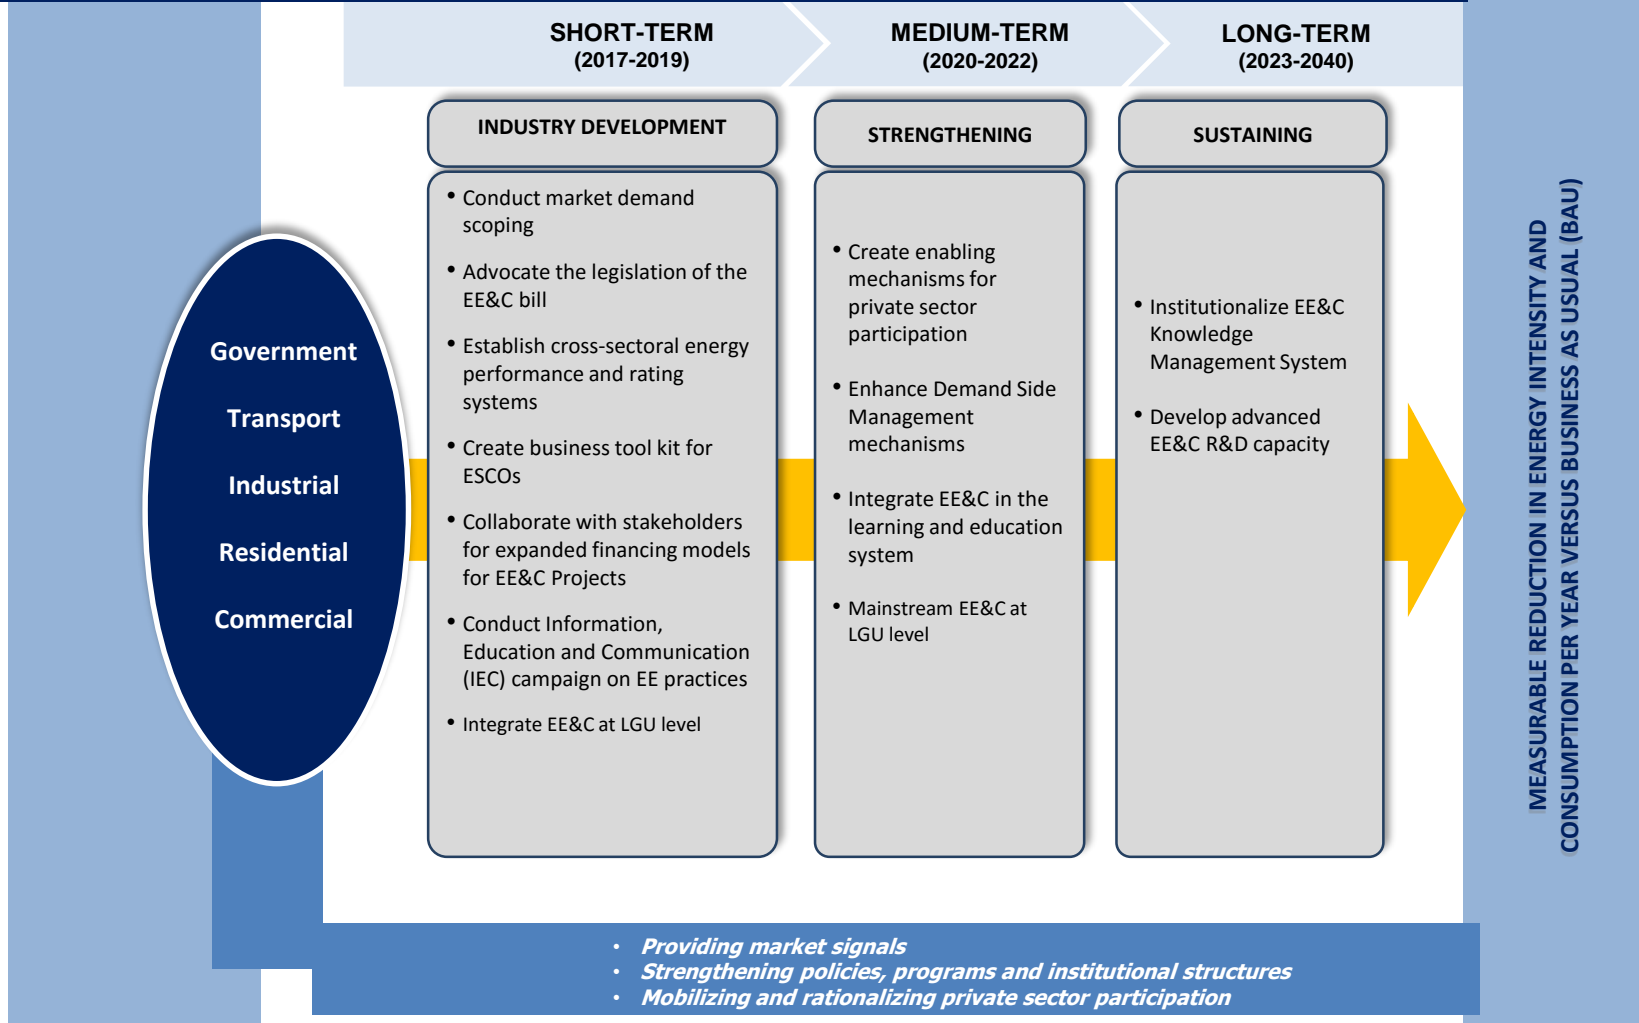 SHORT-TERM
(2017-2019)
MEDIUM-TERM
(2020-2022)
LONG-TERM
(2023-2040)
INDUSTRY DEVELOPMENT
STRENGTHENING
SUSTAINING
Government
Transport
Industrial
Residential
Commercial
• Conduct market demand
scoping
• Advocate the legislation of the
EE&C bill
• Establish cross-sectoral energy
performance and rating
systems
• Create business tool kit for
ESCOs
• Collaborate with stakeholders
for expanded financing models
for EE&C Projects
• Conduct Information,
Education and Communication
(IEC) campaign on EE practices
• Integrate EE&C at LGU level
• Create enabling
mechanisms for
private sector
participation
• Enhance Demand Side
Management
mechanisms
• Integrate EE&C in the
learning and education
system
• Mainstream EE&C at
LGU level
• Institutionalize EE&C
Knowledge
Management System
• Develop advanced
EE&C R&D capacity
MEASURABLE REDUCTION IN ENERGY INTENSITY AND
CONSUMPTION PER YEAR VERSUS BUSINESS AS USUAL (BAU)
• Providing market signals
• Strengthening policies, programs and institutional structures
• Mobilizing and rationalizing private sector participation